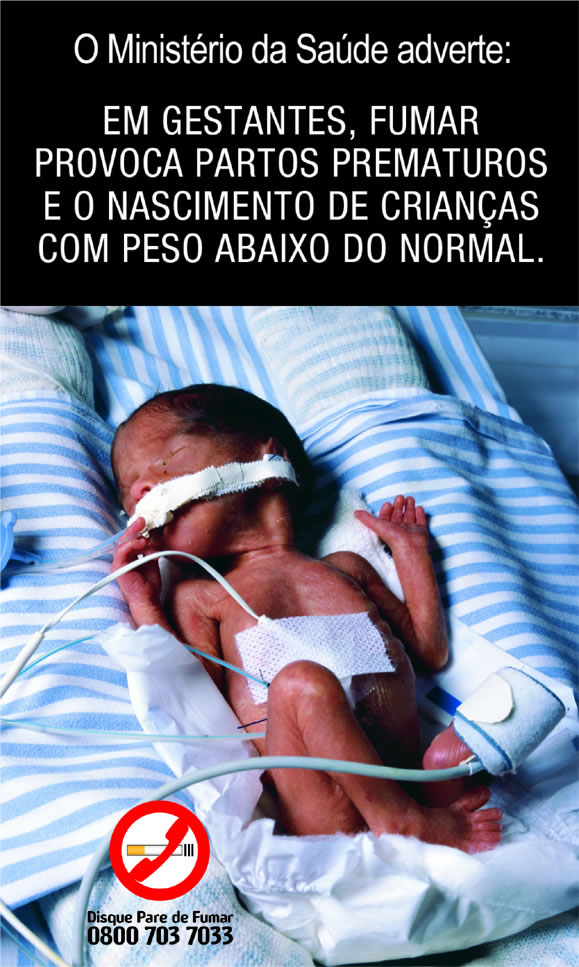 O Ministério da Saúde adverte:
EM GESTANTES, FUMAR
PROVOCA PARTOS PREMATUROS
E O NASCIMENTO DE CRIANÇAS
COM PESO ABAIXO DO NORMAL.
Disque Pare de Fumar
0800 703 7033